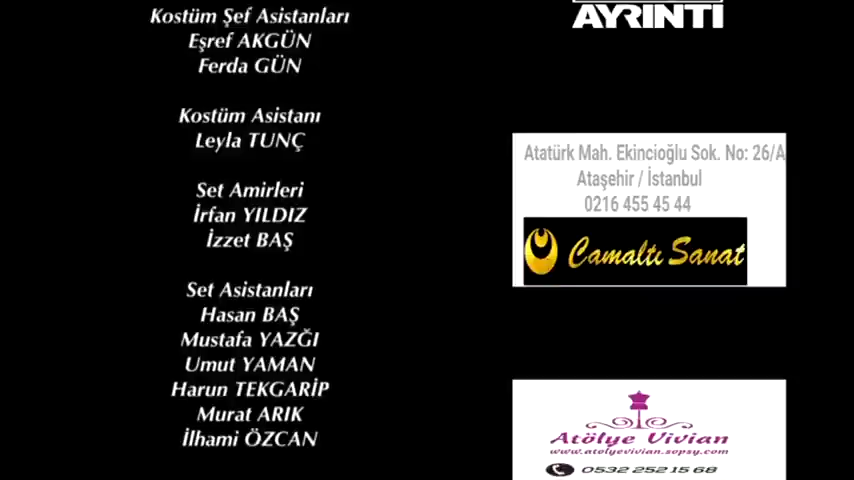 Kostüm Şef Asistanları
Eşref AKGÜN
Ferda GÜN
Kostüm Asistanı
Leyla TUNÇ
Set Amirleri
İrfan YILDIZ
İzzet BAŞ
Set Asistanları
Hasan BAŞ
Mustafa YAZĞI
Umut YAMAN
Harun TEKGARİP
Murat ARIK
İlhami ÖZCAN
AYRINTI
Atatürk Mah. Ekincioğlu Sok. No: 26/A
Ataşehir / İstanbul
0216 455 45 44
Camaltı Sanat
Atölye Vivian
www.atolyevivian.sopsy.com
0532 252 15 68